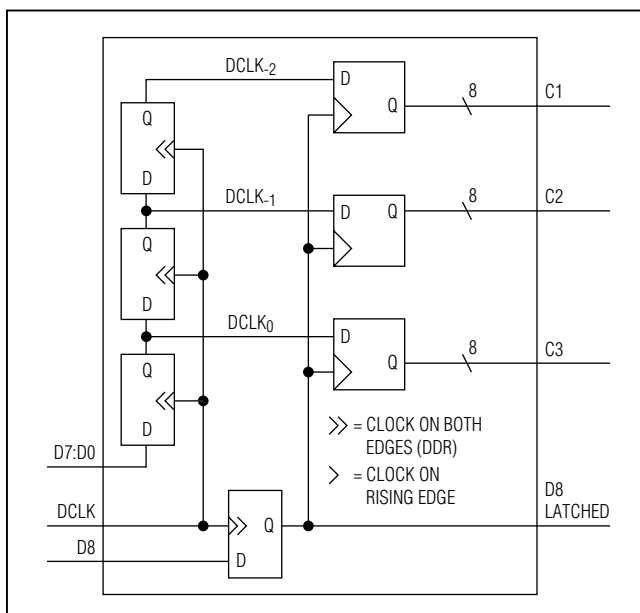 DCLK-2
D
Q
8
C1
Q
D
DCLK-1
D
Q
8
C2
Q
D
DCLK0
D
Q
8
C3
Q
D
>> = CLOCK ON BOTH
EDGES (DDR)
> = CLOCK ON
RISING EDGE
D7:D0
DCLK
Q
D8
LATCHED
D8
D